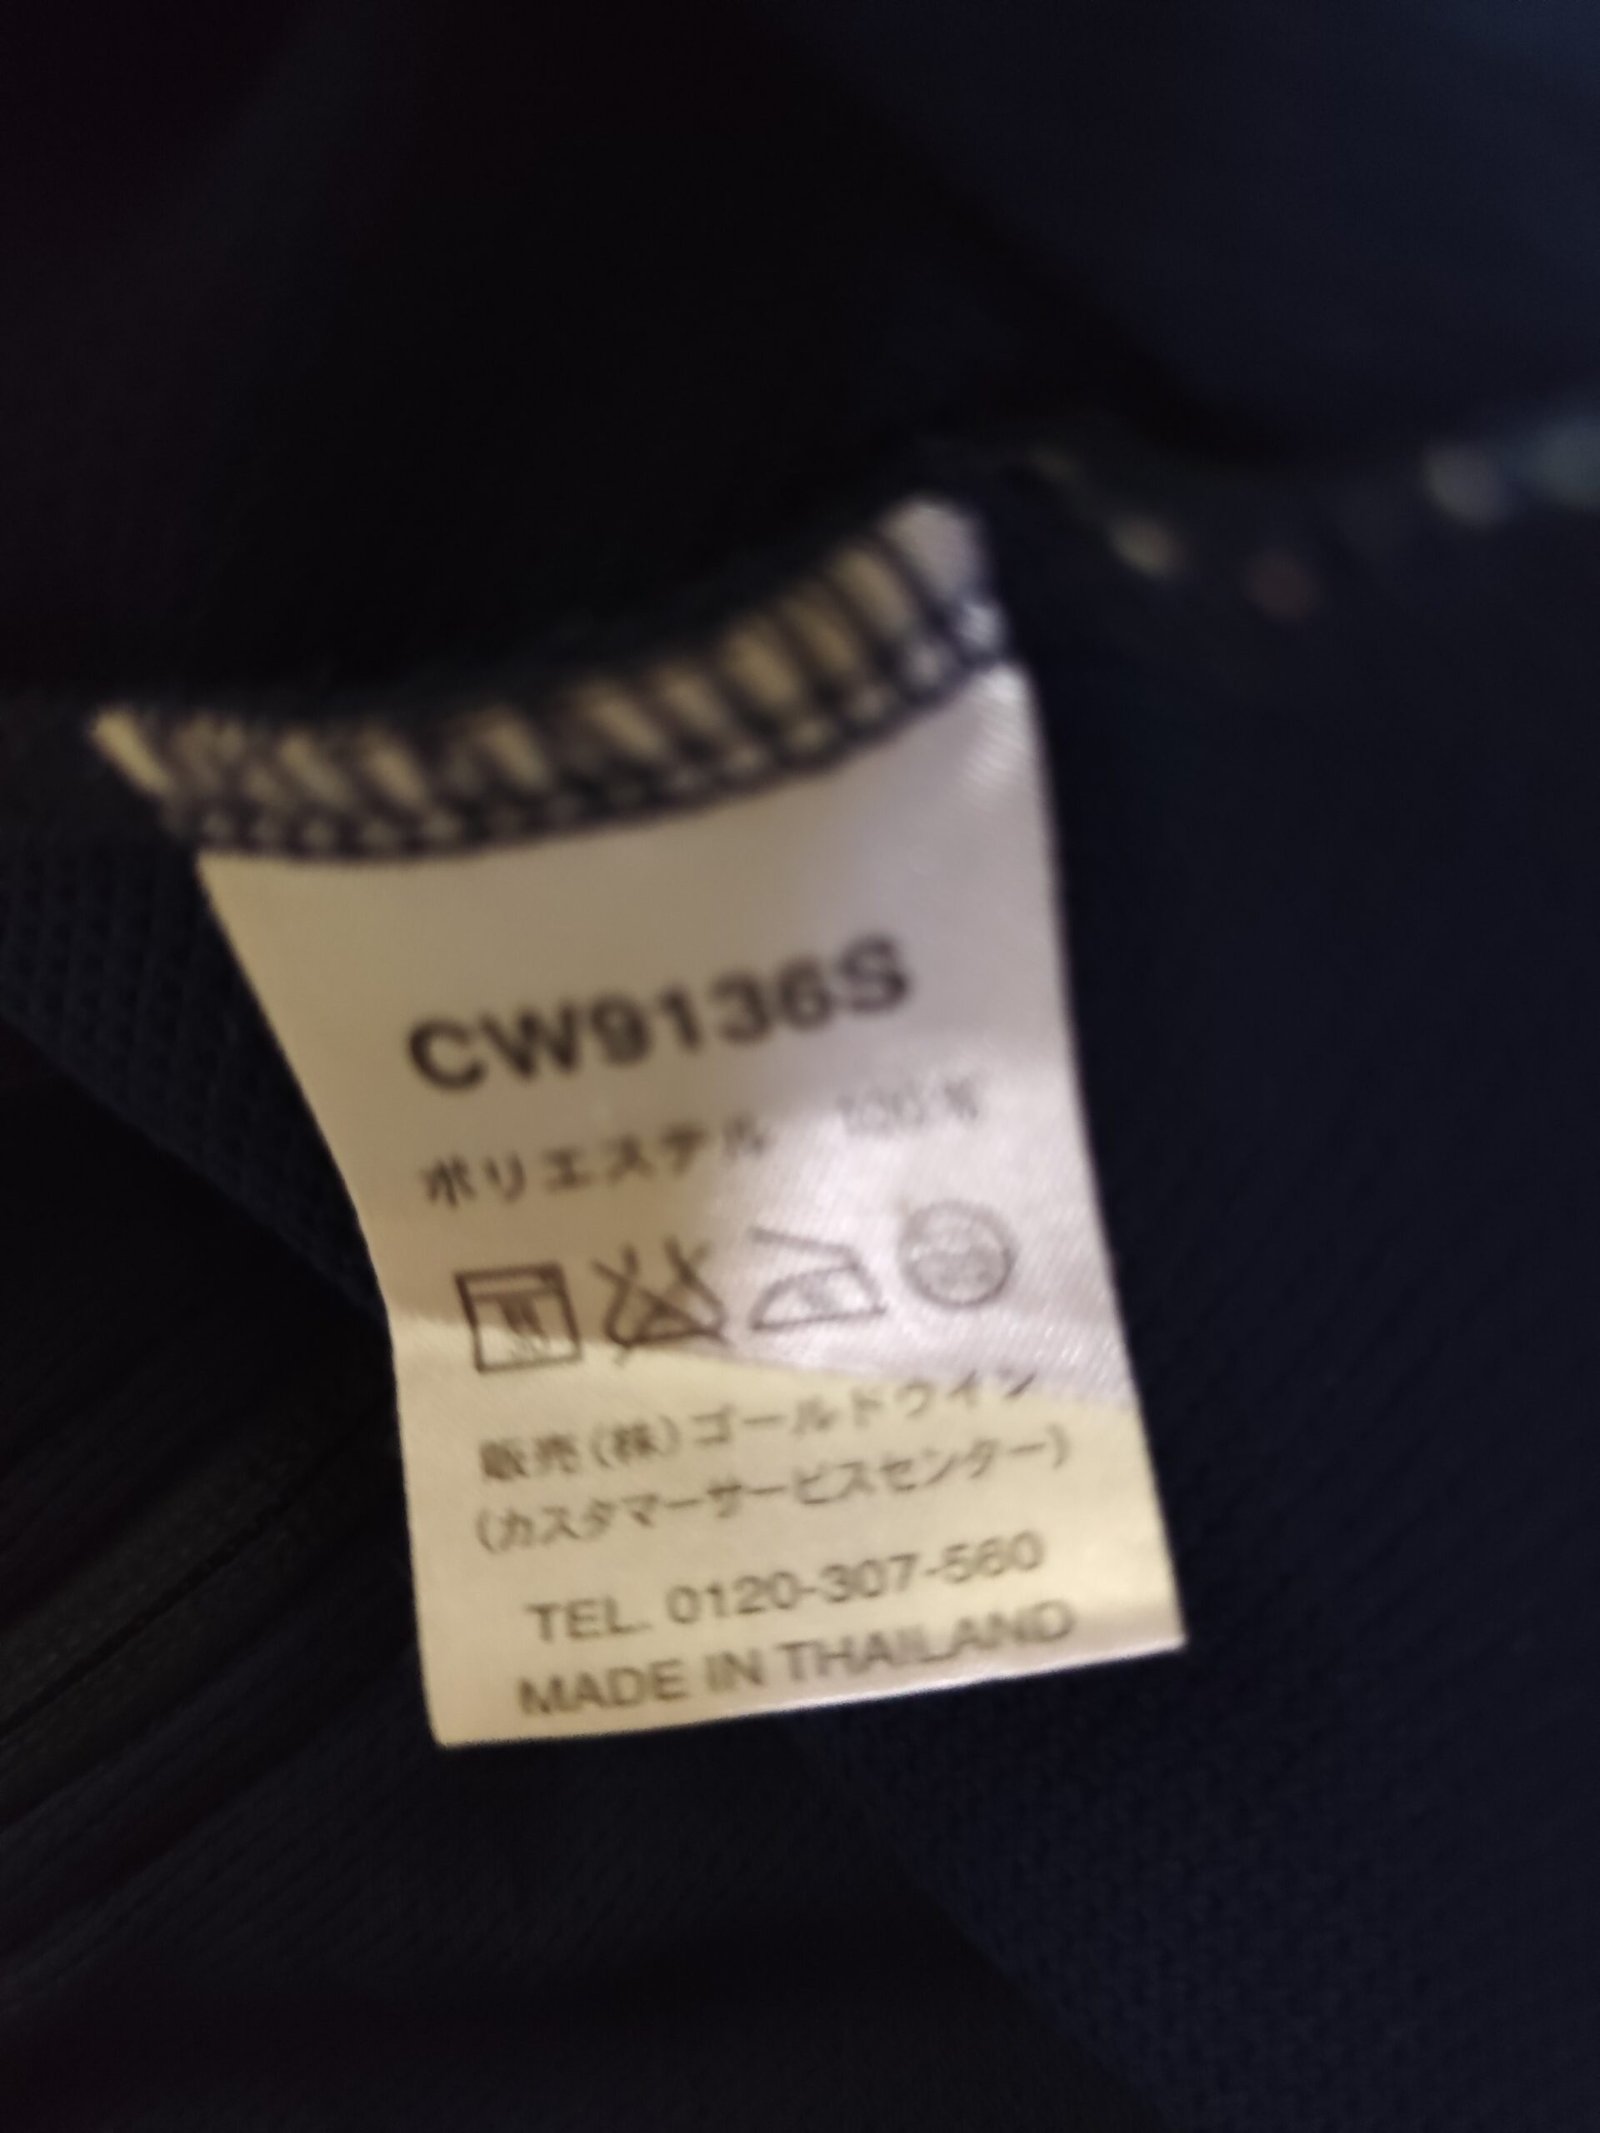 CW9136S
ポリエステル 100%
販売(株)ゴールドウイン
(カスタマーサービスセンター)
TEL. 0120-307-560
MADE IN THAILAND